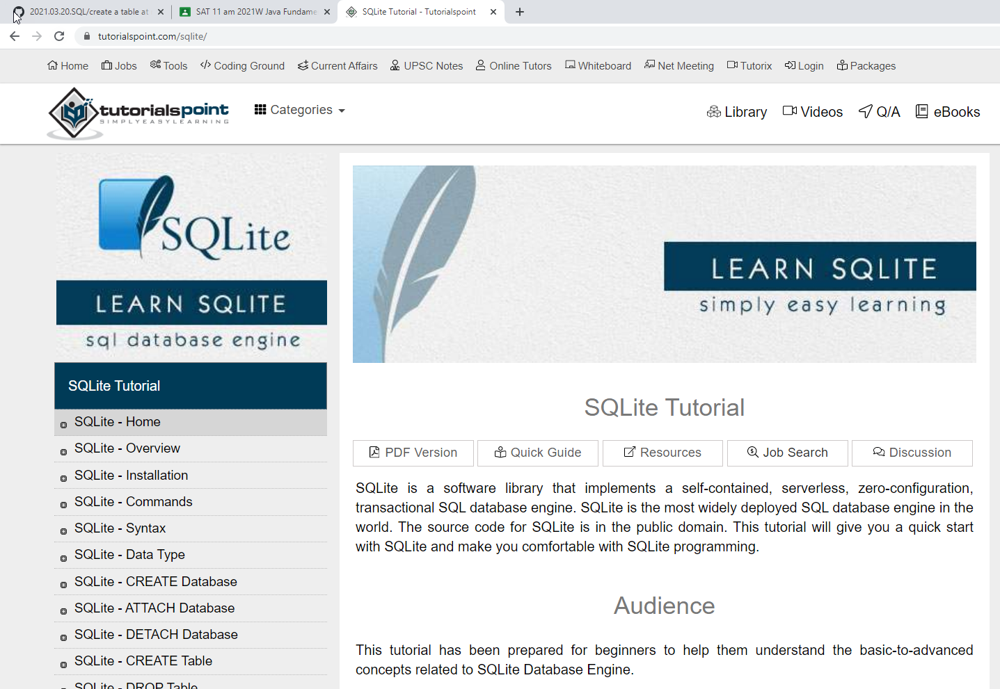 2021.03.20.SQL/create a table at
SAT 11 am 2021W Java Fundame
SQLite Tutorial - Tutorialspoint
tutorialspoint.com/sqlite/
Home Jobs Tools Coding Ground Current Affairs UPSC Notes Online Tutors Whiteboard Net Meeting Tutorix Login Packages
tutorialspoint
SIMPLYEASYLEARNING
Categories
Library Videos Q/A eBooks
SQLite
LEARN SQLITE
sql database engine
SQLite Tutorial
SQLite - Home
SQLite - Overview
SQLite - Installation
SQLite - Commands
SQLite - Syntax
SQLite - Data Type
SQLite - CREATE Database
SQLite - ATTACH Database
SQLite - DETACH Database
SQLite - CREATE Table
SQLite - DROP Table
LEARN SQLITE
simply easy learning
SQLite Tutorial
PDF Version Quick Guide Resources Job Search Discussion
SQLite is a software library that implements a self-contained, serverless, zero-configuration,
transactional SQL database engine. SQLite is the most widely deployed SQL database engine in the
world. The source code for SQLite is in the public domain. This tutorial will give you a quick start
with SQLite and make you comfortable with SQLite programming.
Audience
This tutorial has been prepared for beginners to help them understand the basic-to-advanced
concepts related to SQLite Database Engine.